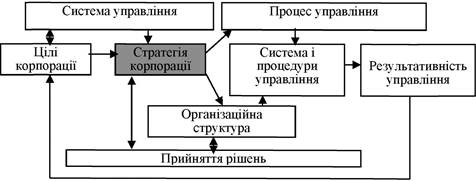 Система управління
Процес управління
Цілі
корпорації
Стратегія
корпорації
Система і
процедури
управління
Результативність
управління
Організаційна
структура
Прийняття рішень